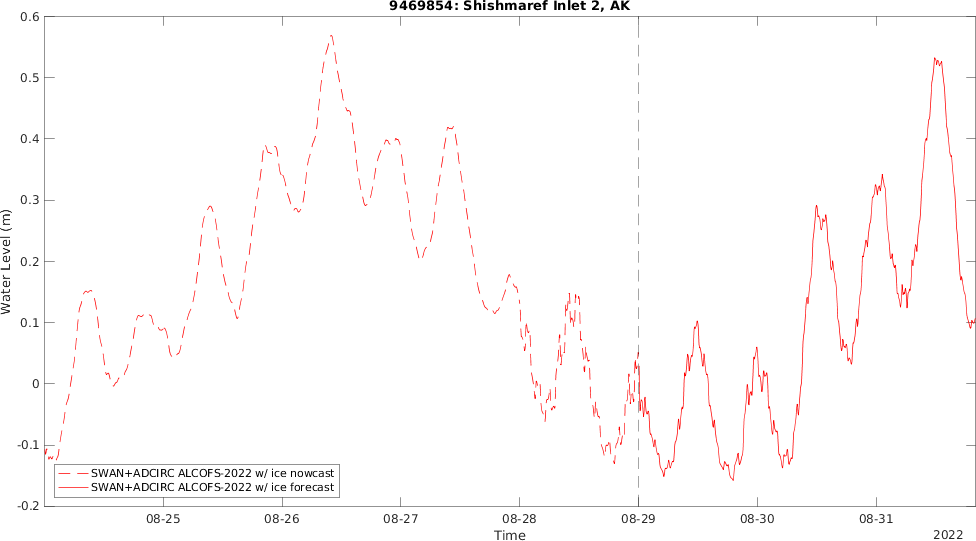 9469854: Shishmaref Inlet 2, AK
Water Level (m)
0.6
0.5
0.4
0.3
0.2
0.1
0
-0.1
-0.2
SWAN+ADCIRC ALCOFS-2022 w/ ice nowcast
SWAN+ADCIRC ALCOFS-2022 w/ ice forecast
08-25 08-26 08-27 08-28 08-29 08-30 08-31
Time
2022